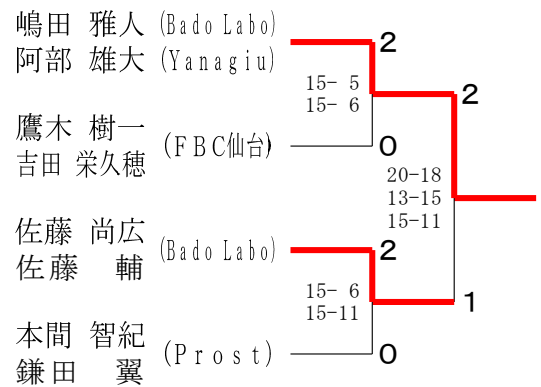 嶋田 雅人 (Bado Labo)
阿部 雄大 (Yanagiu)
2
15- 5
15- 6
2
鷹木 樹一
吉田 栄久穂
(FBC仙台)
0
20-18
13-15
15-11
佐藤 尚広
佐藤 輔
(Bado Labo)
2
15- 6
15-11
1
本間 智紀
鎌田 翼
(Prost)
0